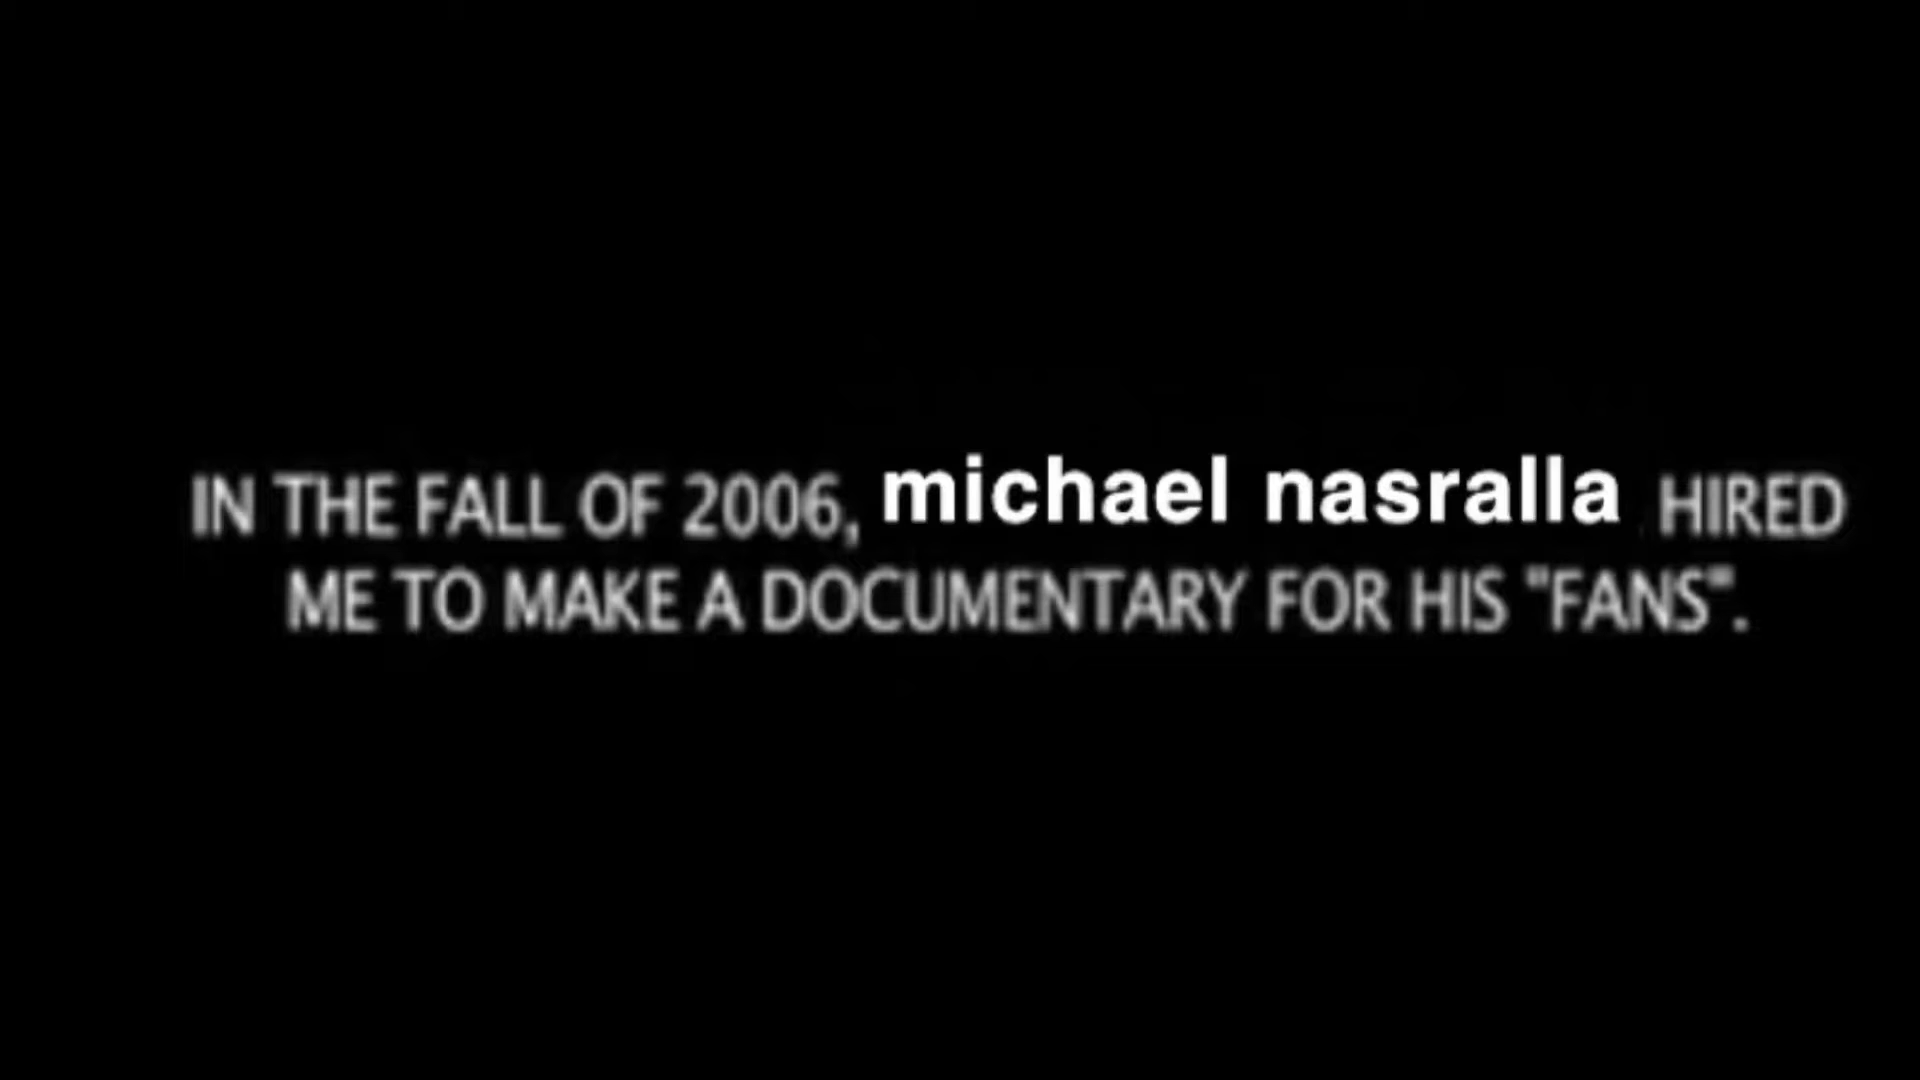 IN THE FALL OF 2006, michael nasralla HIRED
ME TO MAKE A DOCUMENTARY FOR HIS "FANS".